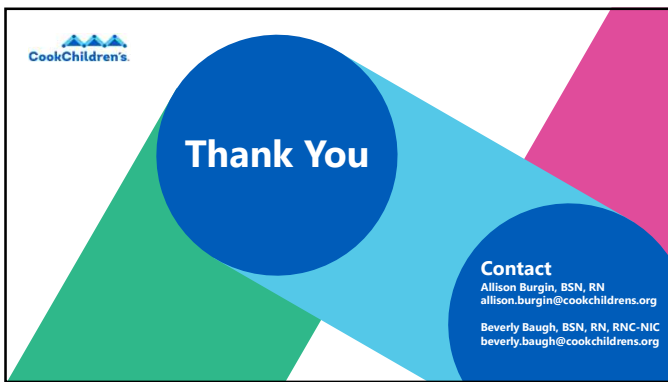 CookChildren's.
Thank You
Contact
Allison Burgin, BSN, RN
allison.burgin@cookchildrens.org
Beverly Baugh, BSN, RN, RNC-NIC
beverly.baugh@cookchildrens.org